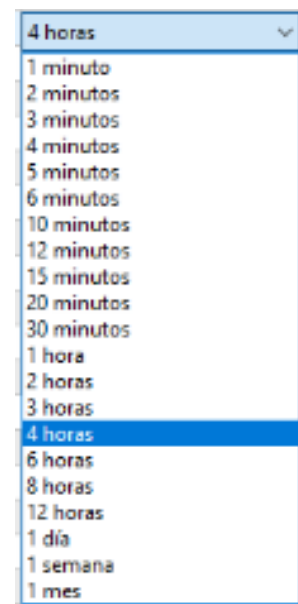 4 horas
1 minuto
2 minutos
3 minutos
4 minutos
5 minutos
6 minutos
10 minutos
12 minutos
15 minutos
20 minutos
30 minutos
1 hora
2 horas
3 horas
4 horas
6 horas
8 horas
12 horas
1 día
1 semana
1 mes